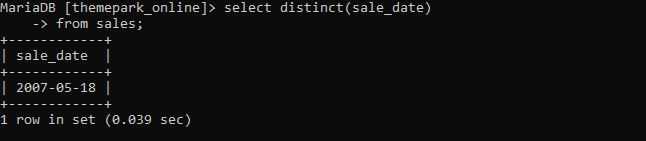 MariaDB [themepark_online]> select distinct(sale_date)
    -> from sales;
+------------+
| sale_date  |
+------------+
| 2007-05-18 |
+------------+
1 row in set (0.039 sec)